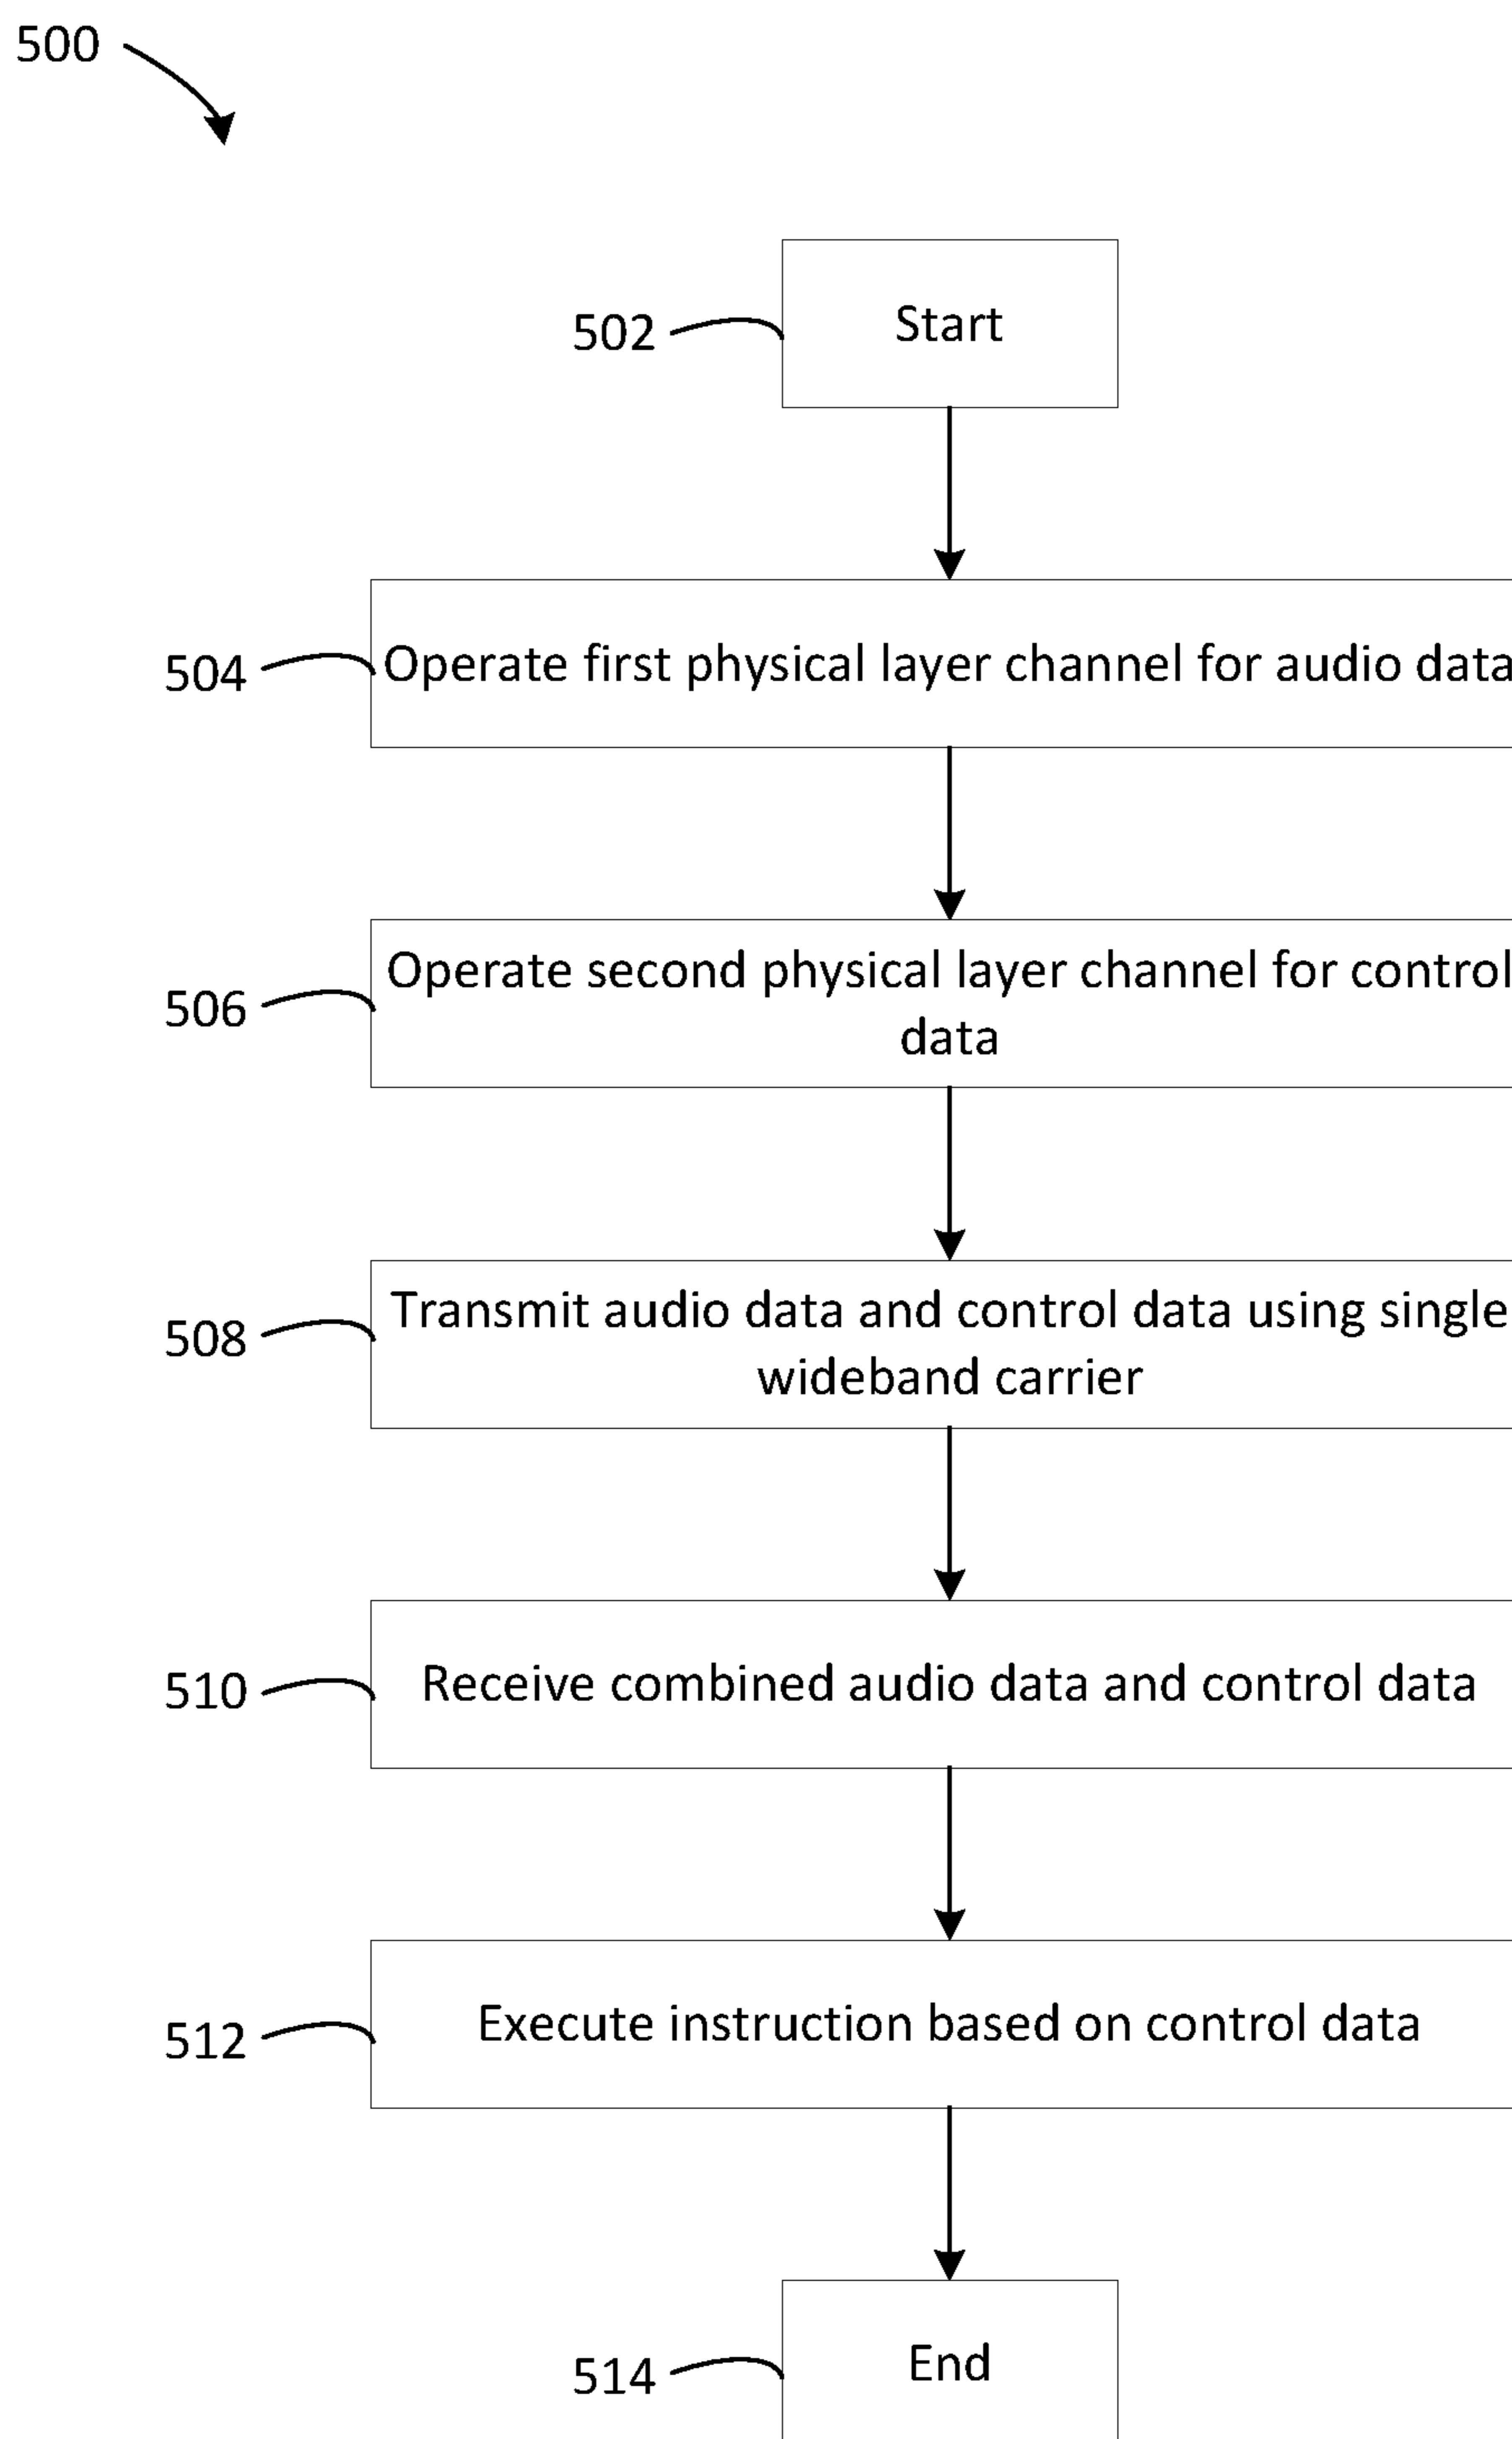 500
502
Start
504
Operate first physical layer channel for audio data
506
Operate second physical layer channel for control
data
508
Transmit audio data and control data using single
wideband carrier
510
Receive combined audio data and control data
512
Execute instruction based on control data
514
End